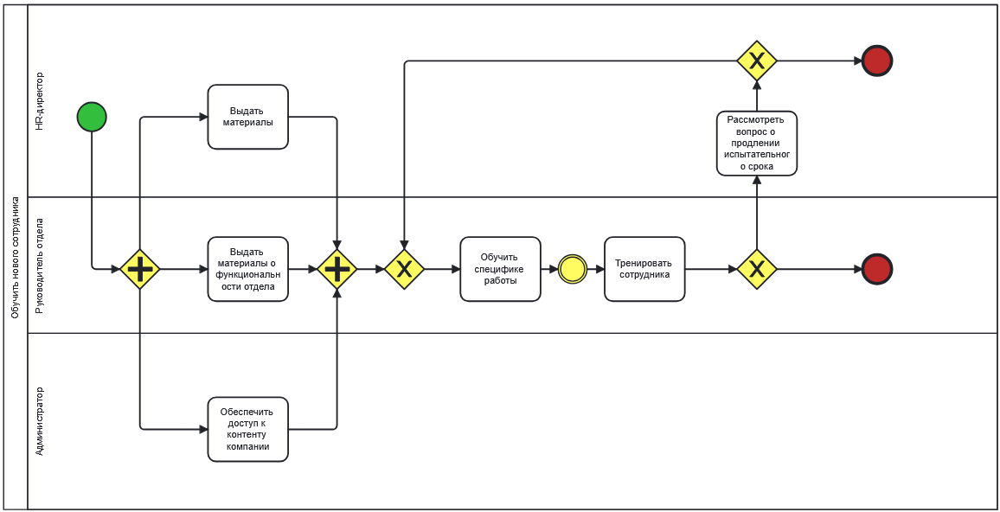 Обучить нового сотрудника
HR-директор
Выдать
материалы
Рассмотреть
вопрос о
продлении
испытательног
о срока
Руководитель отдела
Выдать
материалы о
функциональн
ости отдела
Обучить
специфике
работы
Тренировать
сотрудника
Администратор
Обеспечить
доступ к
контенту
компании